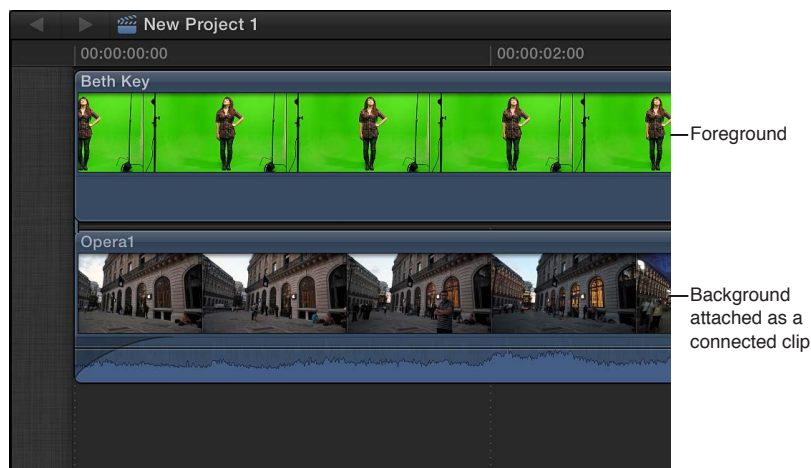 New Project 1
00:00:00:00
00:00:02:00
Beth Key
Foreground
Opera1
Background
attached as a
connected clip